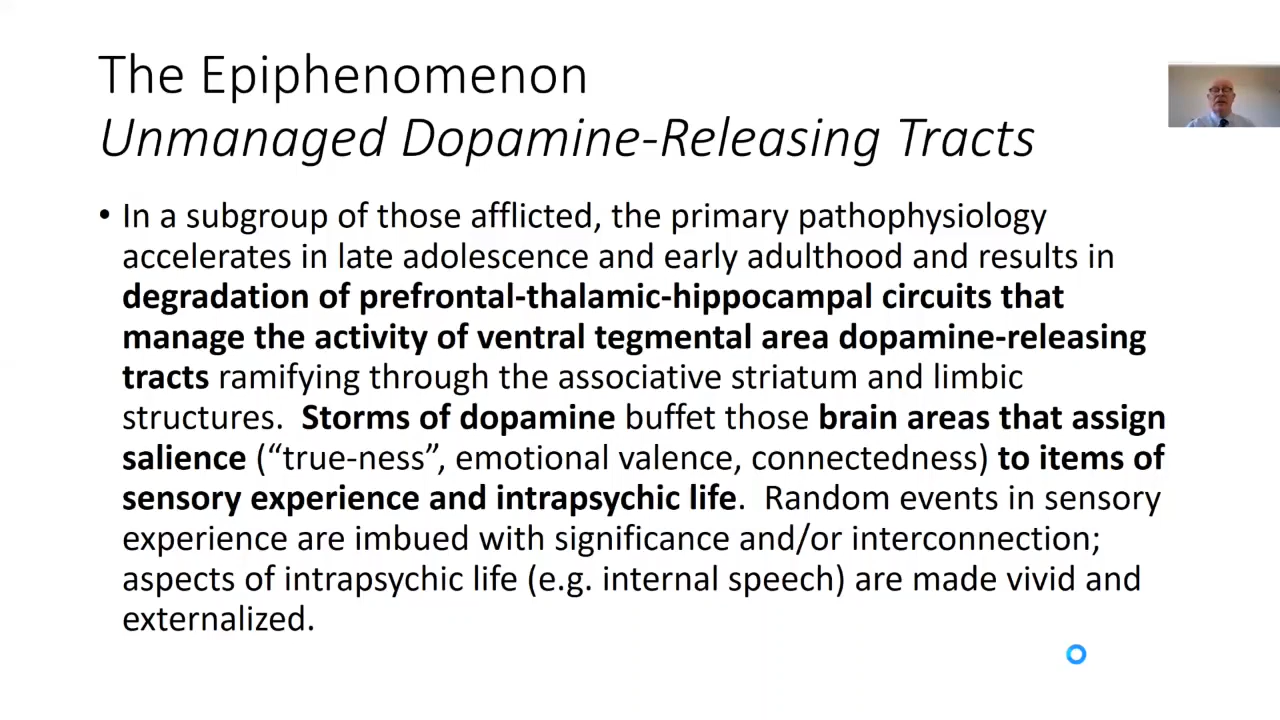 The Epiphenomenon
Unmanaged Dopamine-Releasing Tracts
• In a subgroup of those afflicted, the primary pathophysiology
accelerates in late adolescence and early adulthood and results in
degradation of prefrontal-thalamic-hippocampal circuits that
manage the activity of ventral tegmental area dopamine-releasing
tracts ramifying through the associative striatum and limbic
structures.  Storms of dopamine buffet those brain areas that assign
salience (“true-ness”, emotional valence, connectedness) to items of
sensory experience and intrapsychic life.  Random events in sensory
experience are imbued with significance and/or interconnection;
aspects of intrapsychic life (e.g. internal speech) are made vivid and
externalized.